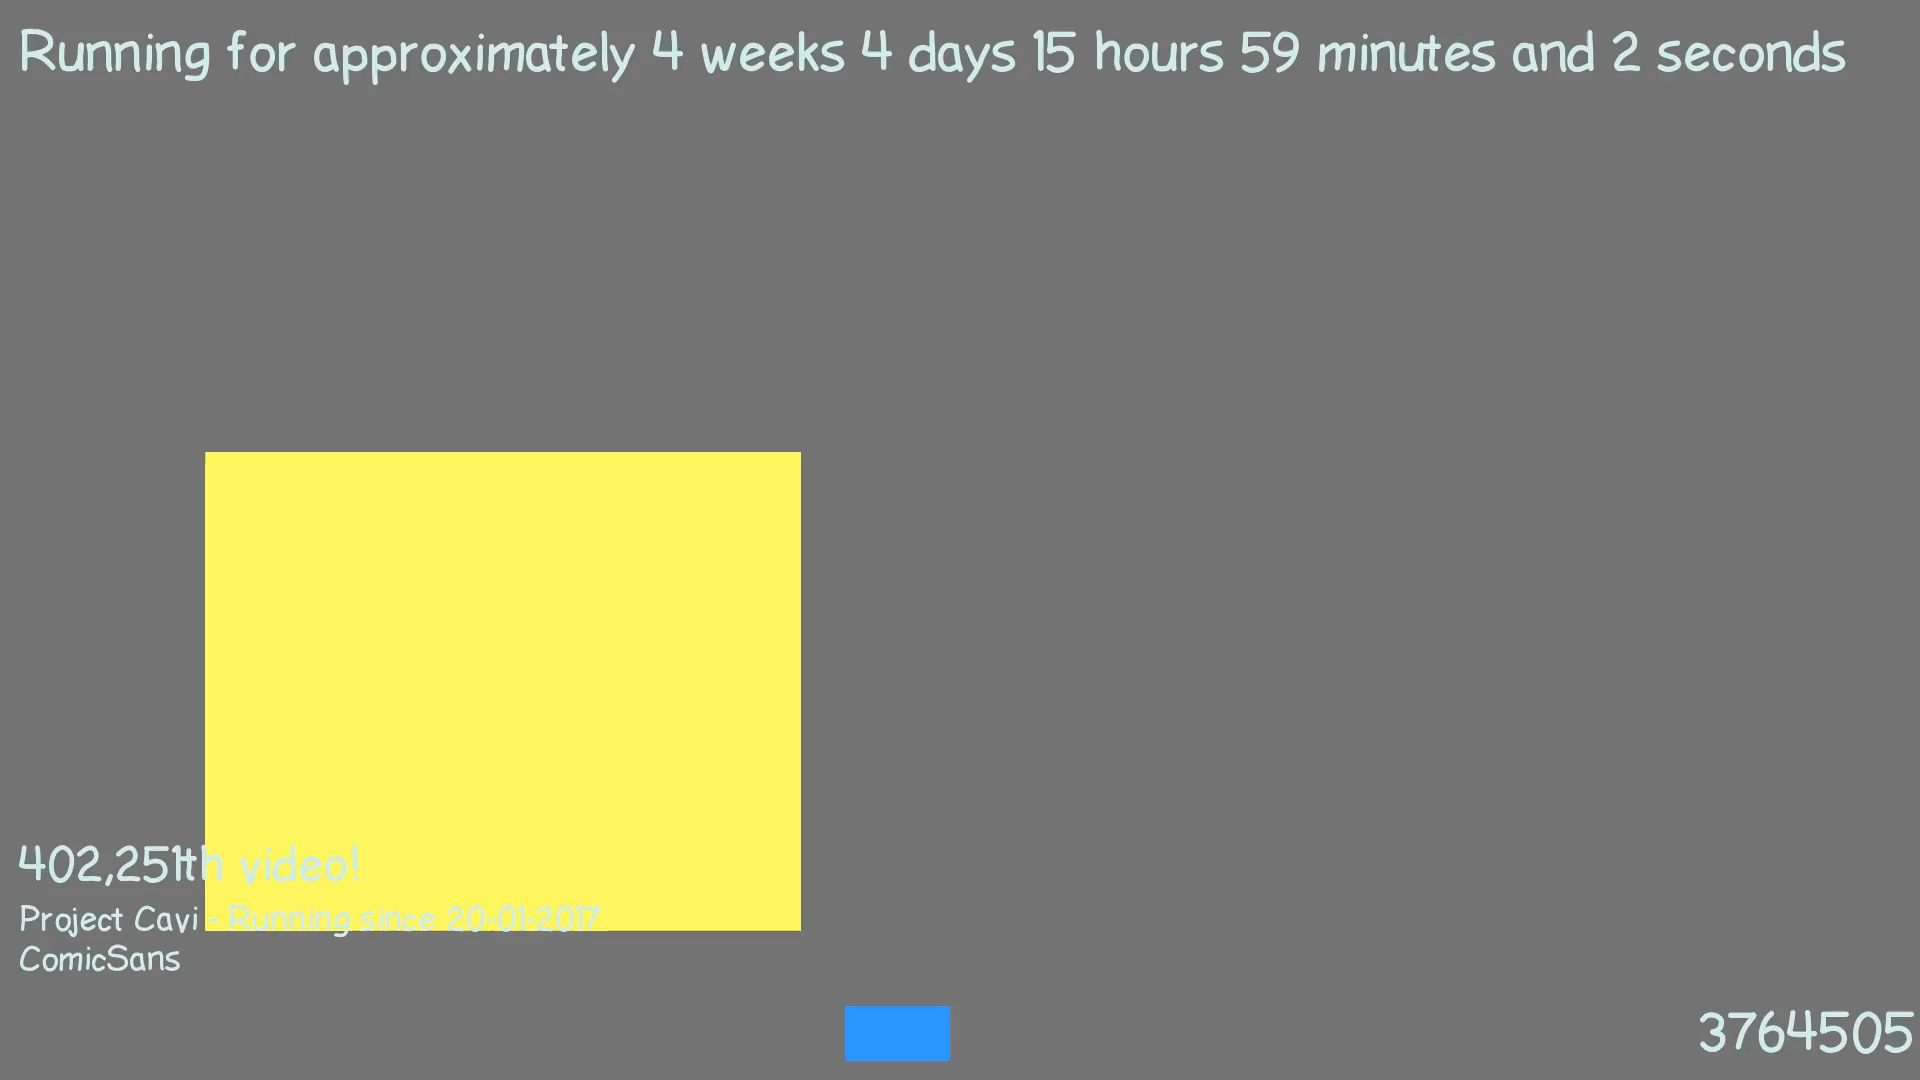 Running for approximately 4 weeks 4 days 15 hours 59 minutes and 2 seconds
402,251th video!
Project Cavi - Running since 20-01-2017
ComicSans
3764505